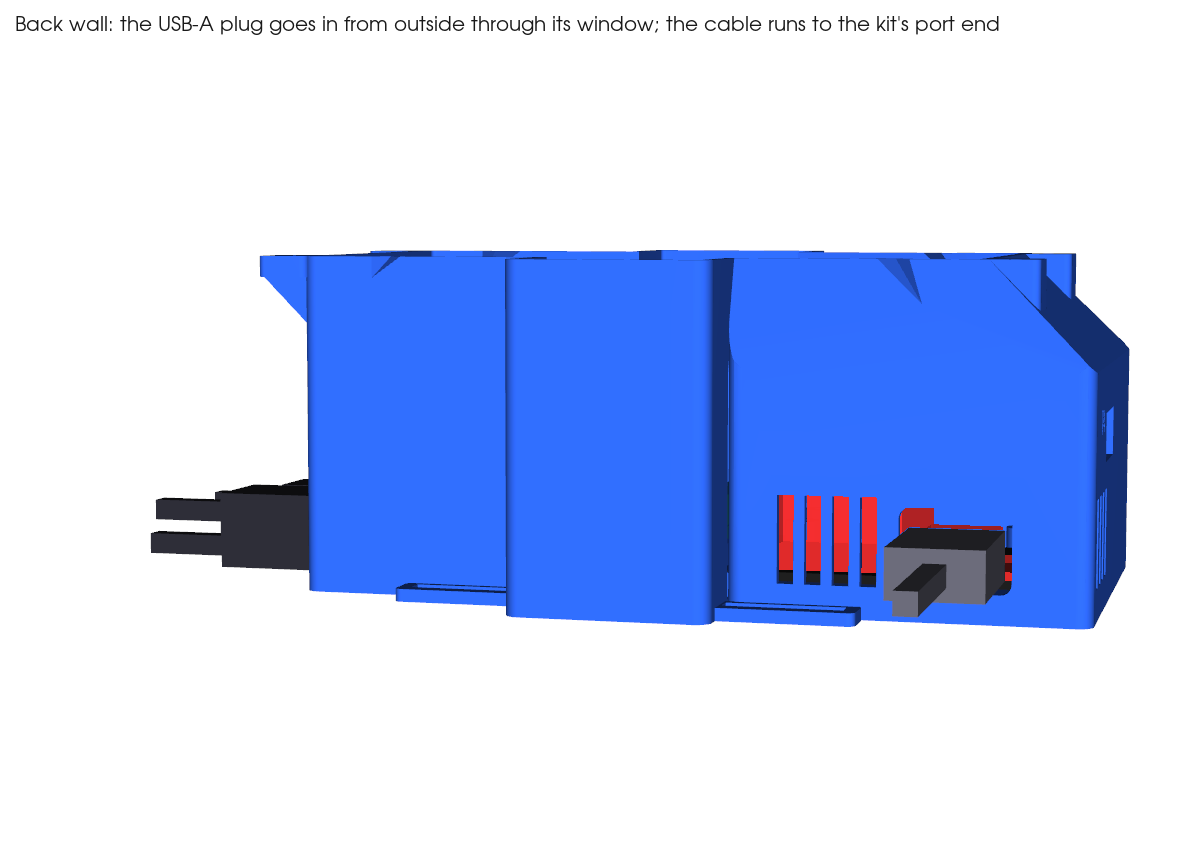 Back wall: the USB-A plug goes in from outside through its window; the cable runs to the kit's port end